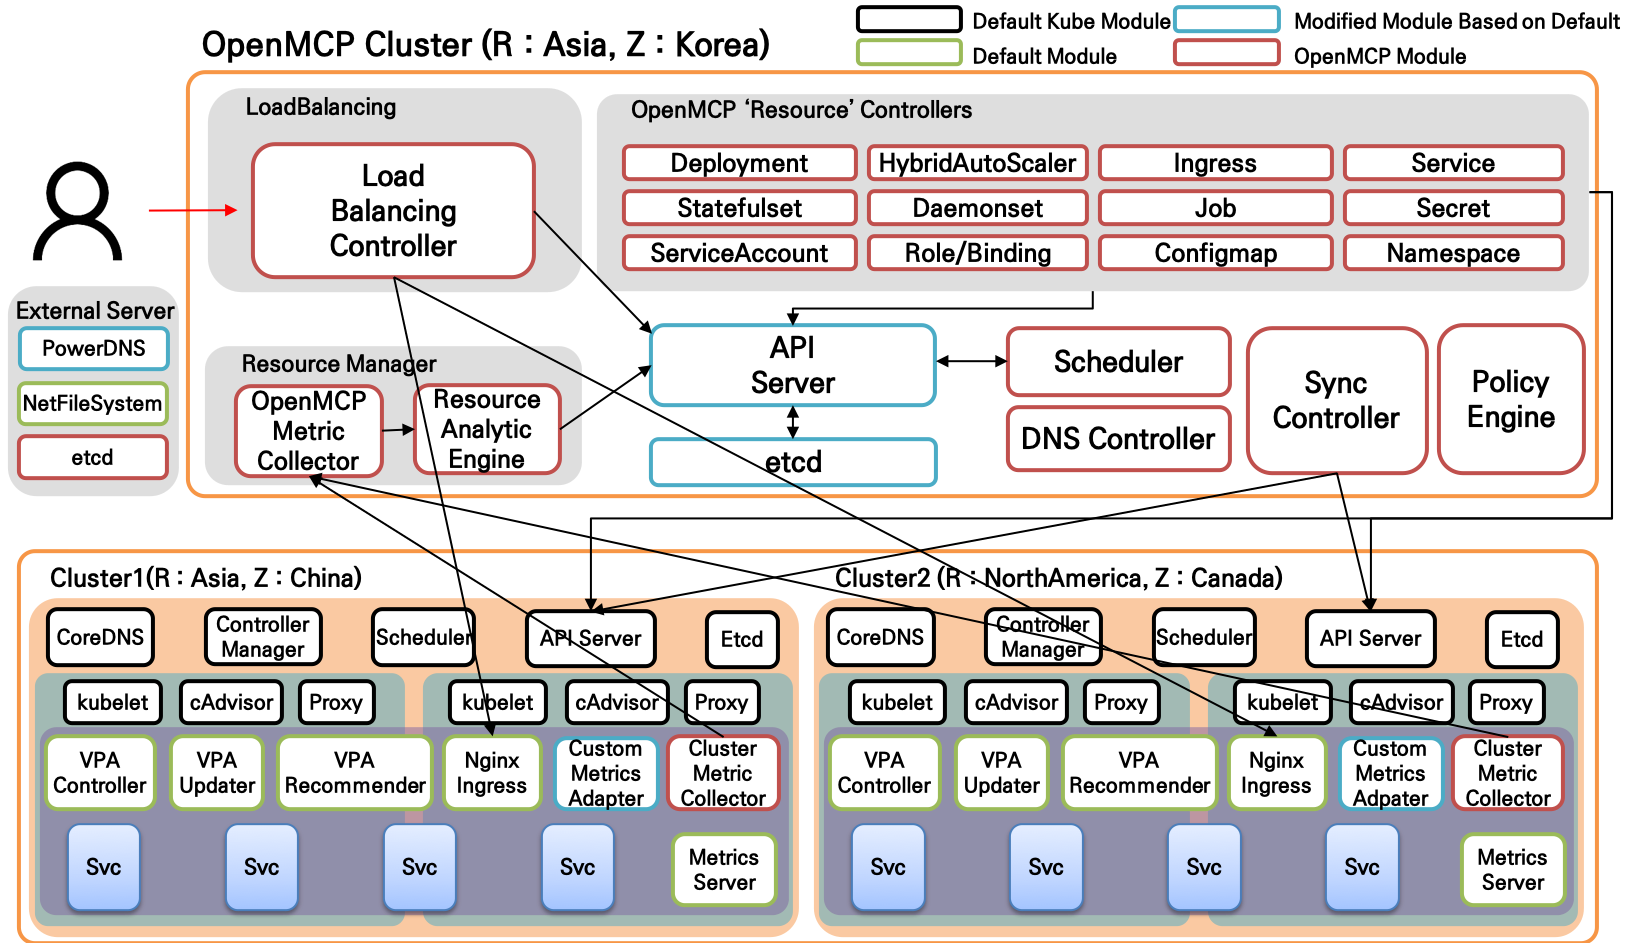 Default Kube Module
Modified Module Based on Default
Default Module
OpenMCP Module
OpenMCP Cluster (R : Asia, Z : Korea)
LoadBalancing
Load
Balancing
Controller
OpenMCP ‘Resource’ Controllers
Deployment
HybridAutoScaler
Ingress
Service
Statefulset
Daemonset
Job
Secret
ServiceAccount
Role/Binding
Configmap
Namespace
External Server
PowerDNS
NetFileSystem
etcd
Resource Manager
OpenMCP
Metric
Collector
Resource
Analytic
Engine
API
Server
etcd
Scheduler
DNS Controller
Sync
Controller
Policy
Engine
Cluster1(R : Asia, Z : China)
CoreDNS
Controller
Manager
Scheduler
API Server
Etcd
kubelet
cAdvisor
Proxy
kubelet
cAdvisor
Proxy
VPA
Controller
VPA
Updater
VPA
Recommender
Nginx
Ingress
Custom
Metrics
Adapter
Cluster
Metric
Collector
Svc
Svc
Svc
Svc
Metrics
Server
Cluster2 (R : NorthAmerica, Z : Canada)
CoreDNS
Controller
Manager
Scheduler
API Server
Etcd
kubelet
cAdvisor
Proxy
kubelet
cAdvisor
Proxy
VPA
Controller
VPA
Updater
VPA
Recommender
Nginx
Ingress
Custom
Metrics
Adpater
Cluster
Metric
Collector
Svc
Svc
Svc
Svc
Metrics
Server